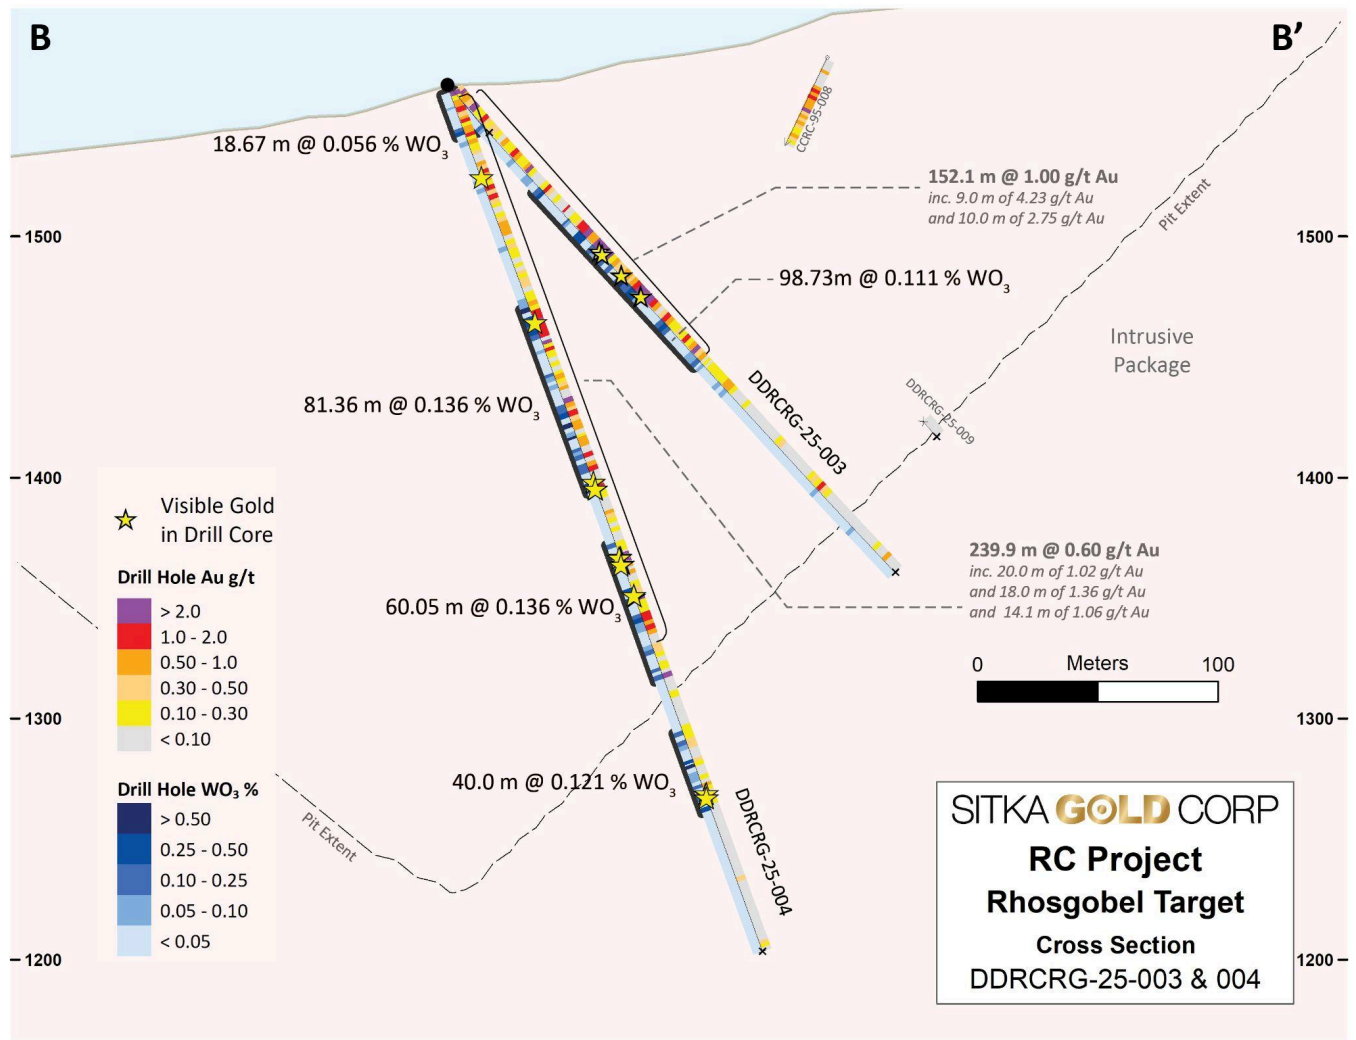 B
B'
CCRC-95-008
18.67 m @ 0.056 % WO3
152.1 m @ 1.00 g/t Au
inc. 9.0 m of 4.23 g/t Au
and 10.0 m of 2.75 g/t Au
Pit Extent
1500
1500
98.73m @ 0.111 % WO3
Intrusive
Package
DDRCRG-25-003
DDRCRG-25-009
81.36 m @ 0.136 % WO3
1400
1400
Visible Gold
in Drill Core
239.9 m @ 0.60 g/t Au
inc. 20.0 m of 1.02 g/t Au
and 18.0 m of 1.36 g/t Au
and 14.1 m of 1.06 g/t Au
Drill Hole Au g/t
> 2.0
1.0 - 2.0
0.50 - 1.0
0.30 - 0.50
0.10 - 0.30
< 0.10
60.05 m @ 0.136 % WO3
0 Meters 100
1300
1300
40.0 m @ 0.121 % WO3
DDRCRG-25-004
Pit Extent
Drill Hole WO3 %
> 0.50
0.25 - 0.50
0.10 - 0.25
0.05 - 0.10
< 0.05
1200
1200
SITKA GOLD CORP
RC Project
Rhosgobel Target
Cross Section
DDRCRG-25-003 & 004